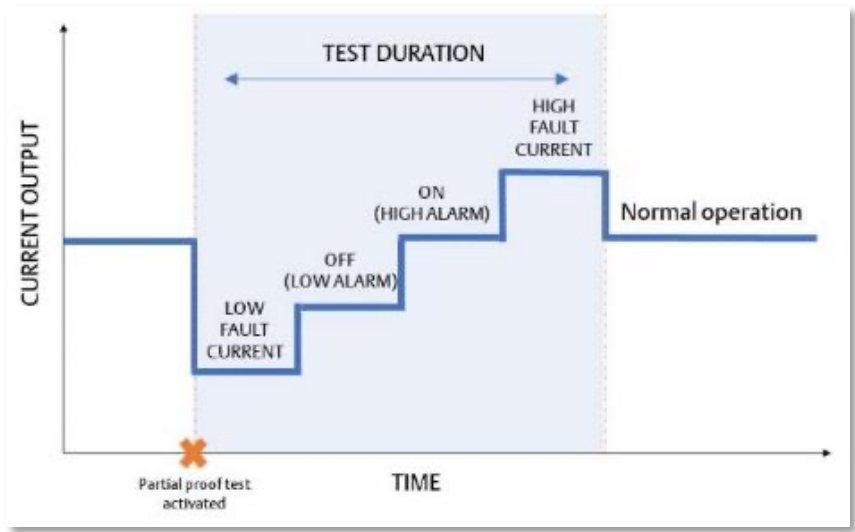 TEST DURATION
HIGH
FAULT
CURRENT
ON
(HIGH ALARM)
Normal operation
OFF
(LOW ALARM)
LOW
FAULT
CURRENT
CURRENT OUTPUT
Partial proof test
activated
TIME